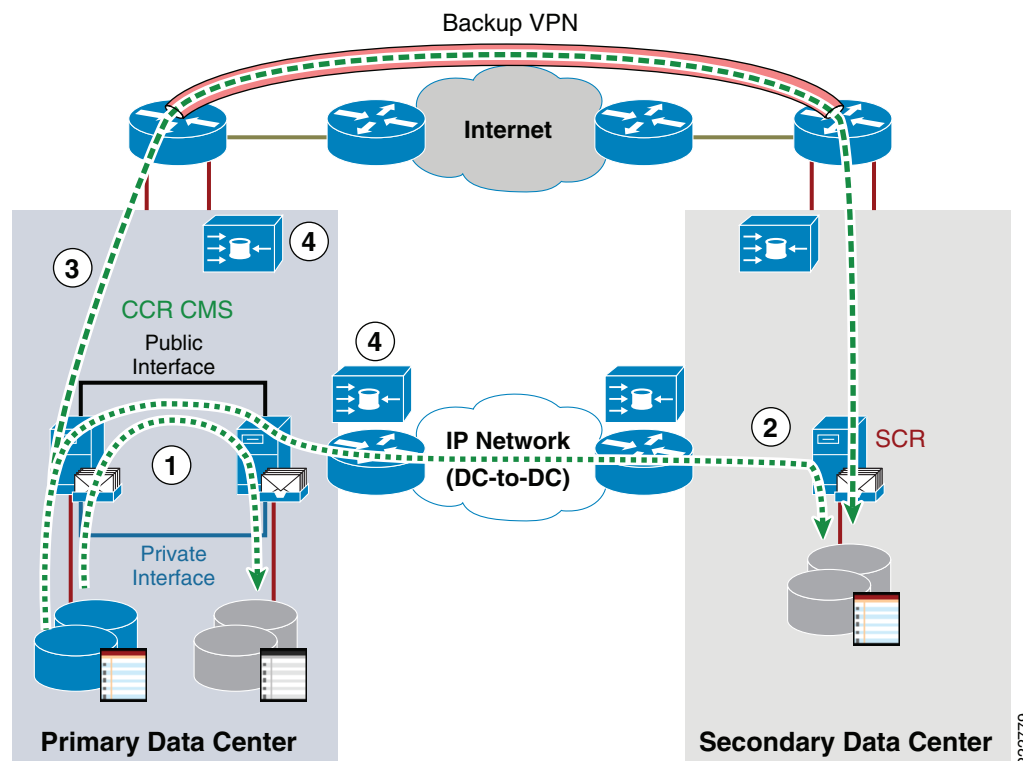 Backup VPN
Internet
4
3
CCR CMS
Public
Interface
4
1
IP Network
(DC-to-DC)
2
SCR
Private
Interface
Primary Data Center
Secondary Data Center